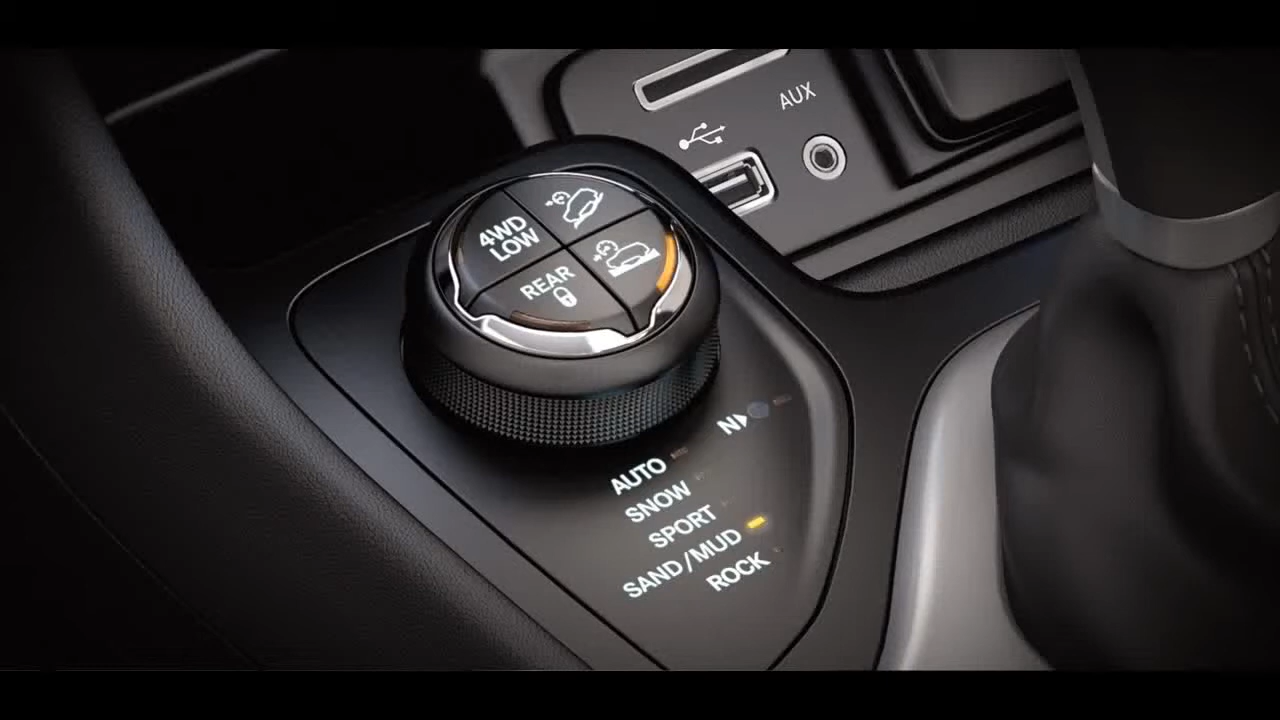 AUX
4WD
LOW
REAR
N
AUTO
SNOW
SPORT
SAND/MUD
ROCK